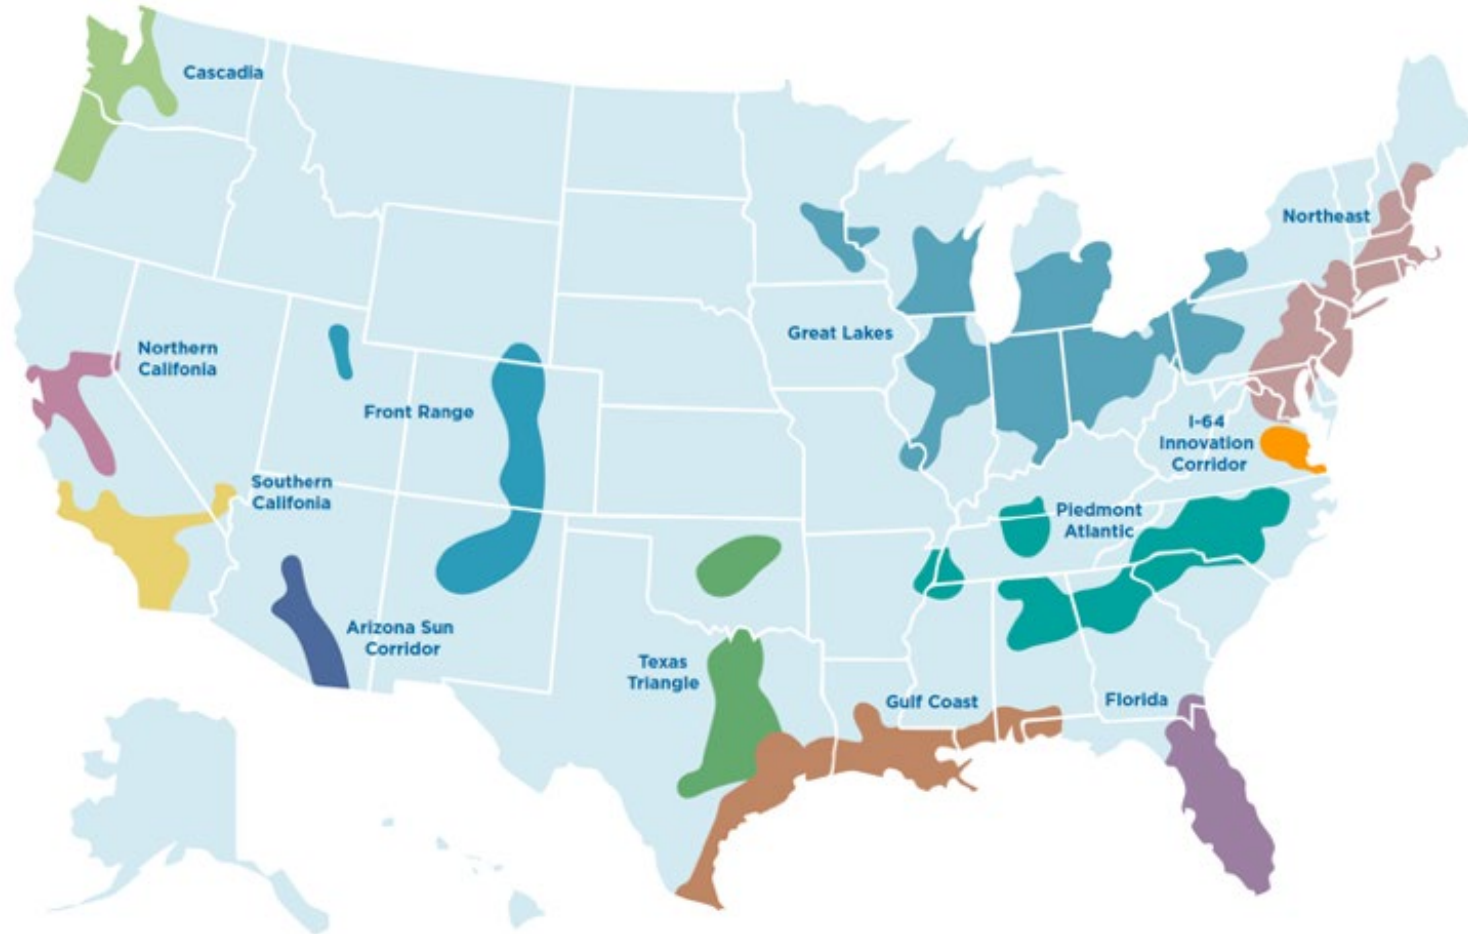 Cascadia
Northeast
Great Lakes
Northern
Califonia
Front Range
I-64
Innovation
Corridor
Southern
Califonia
Piedmont
Atlantic
Arizona Sun
Corridor
Texas
Triangle
Gulf Coast
Florida